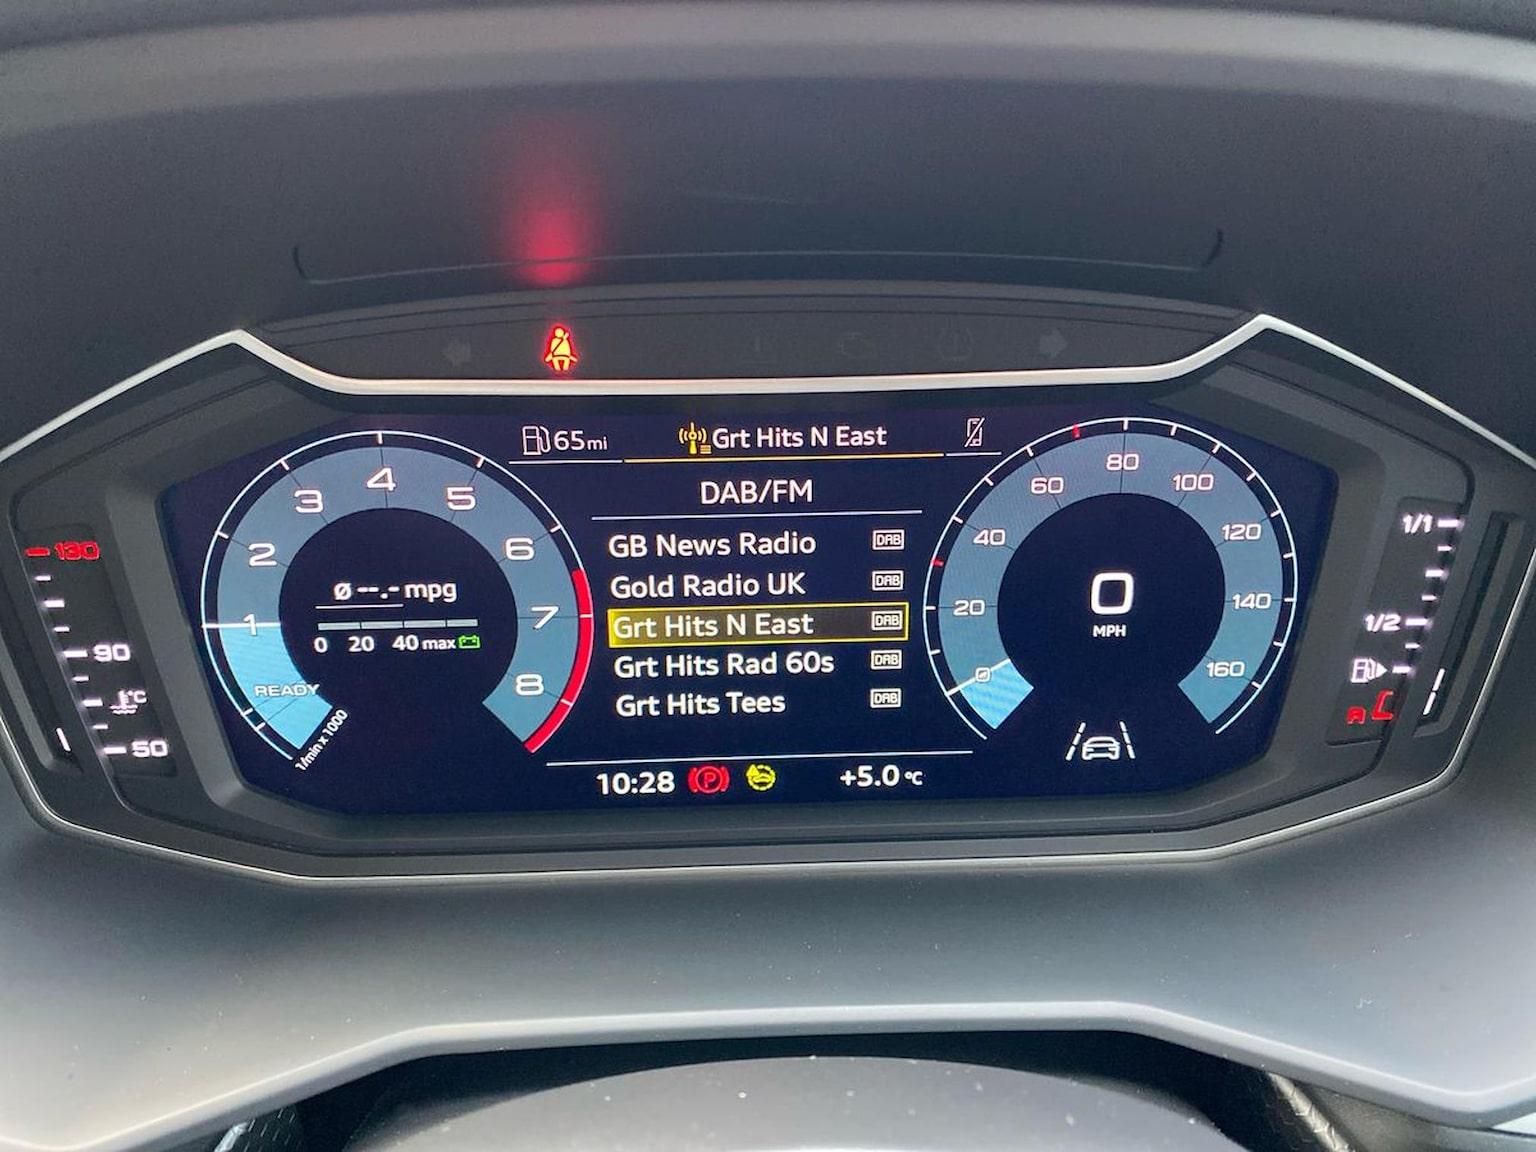 65mi
Grt Hits N East
DAB/FM
GB News Radio DAB
Gold Radio UK DAB
Grt Hits N East DAB
Grt Hits Rad 60s DAB
Grt Hits Tees DAB
10:28
P
+5.0 °C
READY
1
2
3
4
5
6
7
8
1/min x 1000
ø --.- mpg
0 20 40 max
0
20
40
60
80
100
120
140
160
0
MPH
130
90
°C
50
1/1
1/2
R